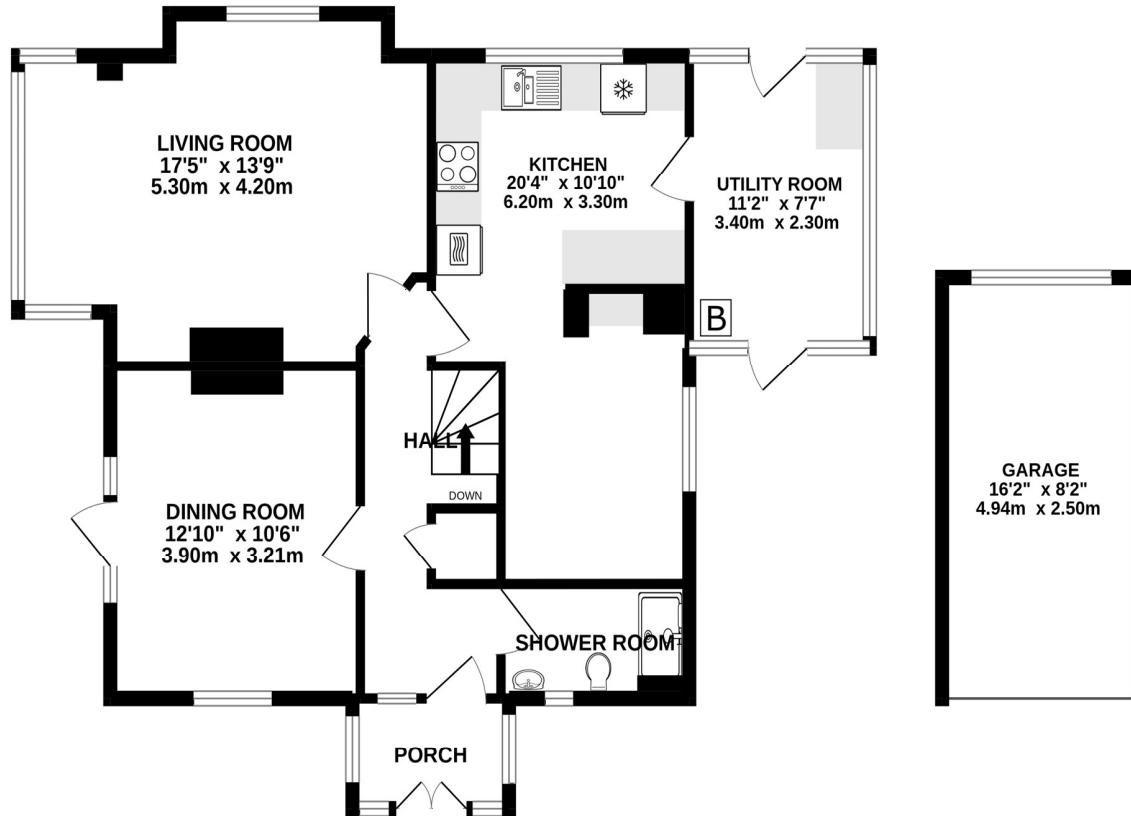 LIVING ROOM
17'5" x 13'9"
5.30m x 4.20m
KITCHEN
20'4" x 10'10"
6.20m x 3.30m
UTILITY ROOM
11'2" x 7'7"
3.40m x 2.30m
B
HALL
DOWN
DINING ROOM
12'10" x 10'6"
3.90m x 3.21m
GARAGE
16'2" x 8'2"
4.94m x 2.50m
SHOWER ROOM
PORCH